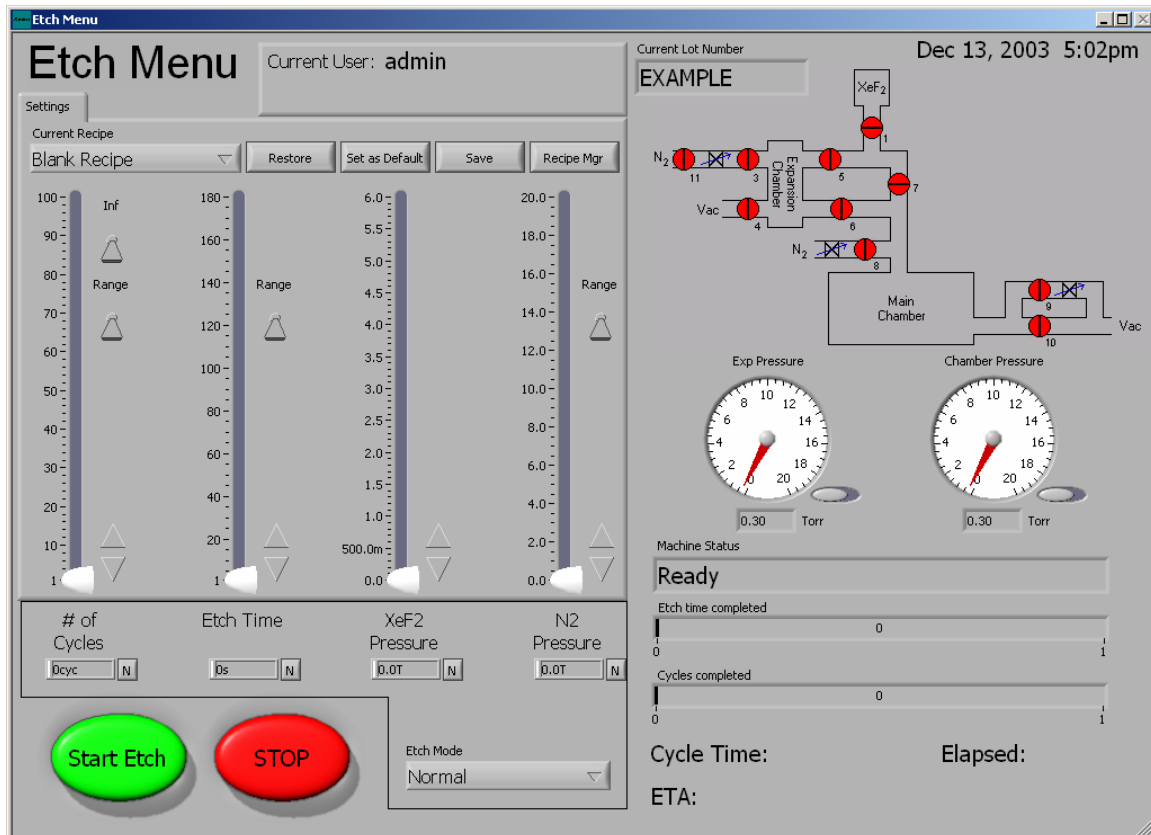 Etch Menu
Etch Menu
Current User: admin
Current Lot Number
EXAMPLE
Dec 13, 2003 5:02pm
Settings
Current Recipe
Blank Recipe
Restore
Set as Default
Save
Recipe Mgr
100
90
80
70
60
50
40
30
20
10
1
Inf
Range
180
160
140
120
100
80
60
40
20
1
Range
6.0
5.5
5.0
4.5
4.0
3.5
3.0
2.5
2.0
1.5
1.0
500.0m
0.0
20.0
18.0
16.0
14.0
12.0
10.0
8.0
6.0
4.0
2.0
0.0
Range
# of Cycles
Etch Time
XeF2 Pressure
N2 Pressure
0cyc N
0s N
0.0T N
0.0T N
Start Etch
STOP
Etch Mode
Normal
XeF2
1
N2
11
3
Expansion Chamber
5
7
Vac
4
6
N2
8
Main Chamber
9
10
Vac
Exp Pressure
0 2 4 6 8 10 12 14 16 18 20
0.30 Torr
Chamber Pressure
0 2 4 6 8 10 12 14 16 18 20
0.30 Torr
Machine Status
Ready
Etch time completed
0
0 1
Cycles completed
0
0 1
Cycle Time:
Elapsed:
ETA: